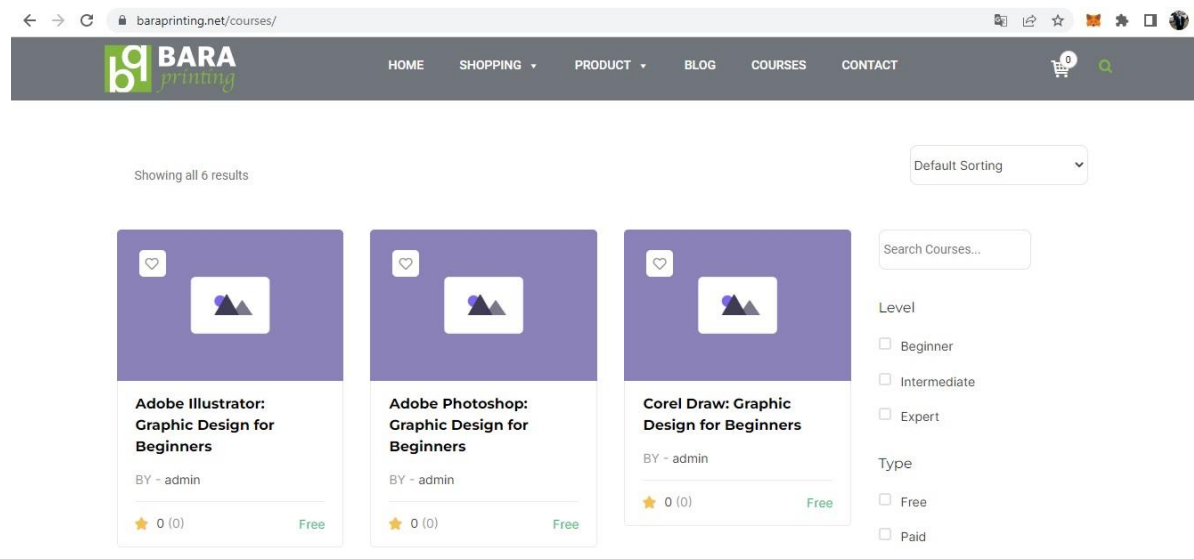 baraprinting.net/courses/
BARA
printing
HOME SHOPPING PRODUCT BLOG COURSES CONTACT
0
Showing all 6 results
Default Sorting
Search Courses...
Level
Beginner
Intermediate
Expert
Type
Free
Paid
Adobe Illustrator:
Graphic Design for
Beginners
BY - admin
0 (0) Free
Adobe Photoshop:
Graphic Design for
Beginners
BY - admin
0 (0) Free
Corel Draw: Graphic
Design for Beginners
BY - admin
0 (0) Free